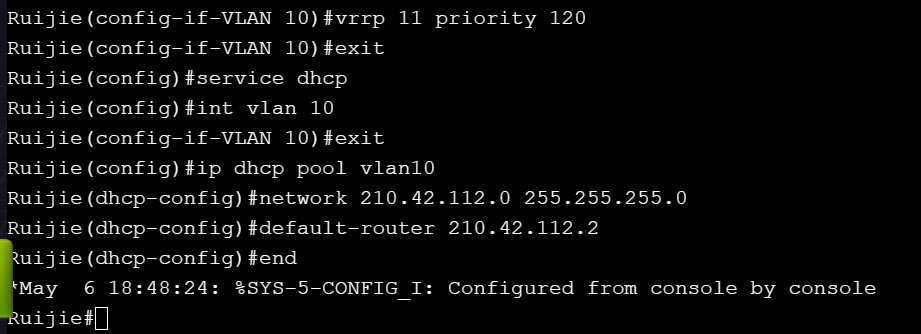 Ruijie(config-if-VLAN 10)#vrrp 11 priority 120
Ruijie(config-if-VLAN 10)#exit
Ruijie(config)#service dhcp
Ruijie(config)#int vlan 10
Ruijie(config-if-VLAN 10)#exit
Ruijie(config)#ip dhcp pool vlan10
Ruijie(dhcp-config)#network 210.42.112.0 255.255.255.0
Ruijie(dhcp-config)#default-router 210.42.112.2
Ruijie(dhcp-config)#end
*May  6 18:48:24: %SYS-5-CONFIG_I: Configured from console by console
Ruijie#